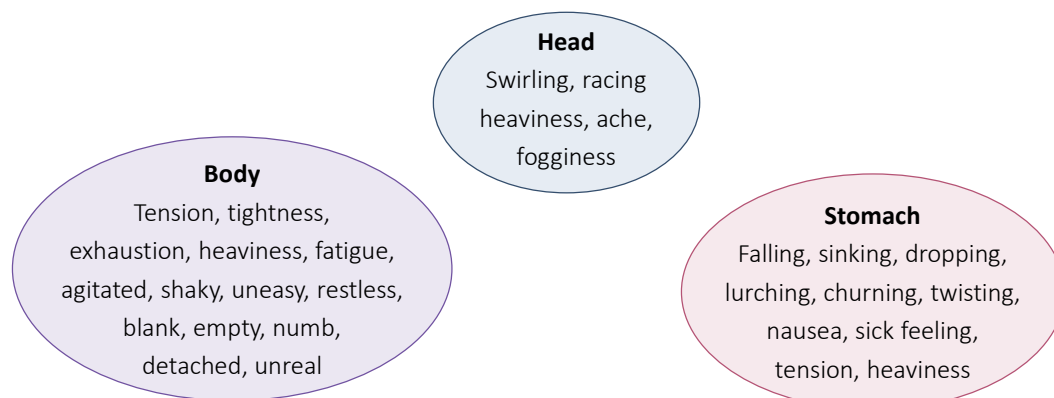 Head
Swirling, racing
heaviness, ache,
fogginess
Body
Tension, tightness,
exhaustion, heaviness, fatigue,
agitated, shaky, uneasy, restless,
blank, empty, numb,
detached, unreal
Stomach
Falling, sinking, dropping,
lurching, churning, twisting,
nausea, sick feeling,
tension, heaviness